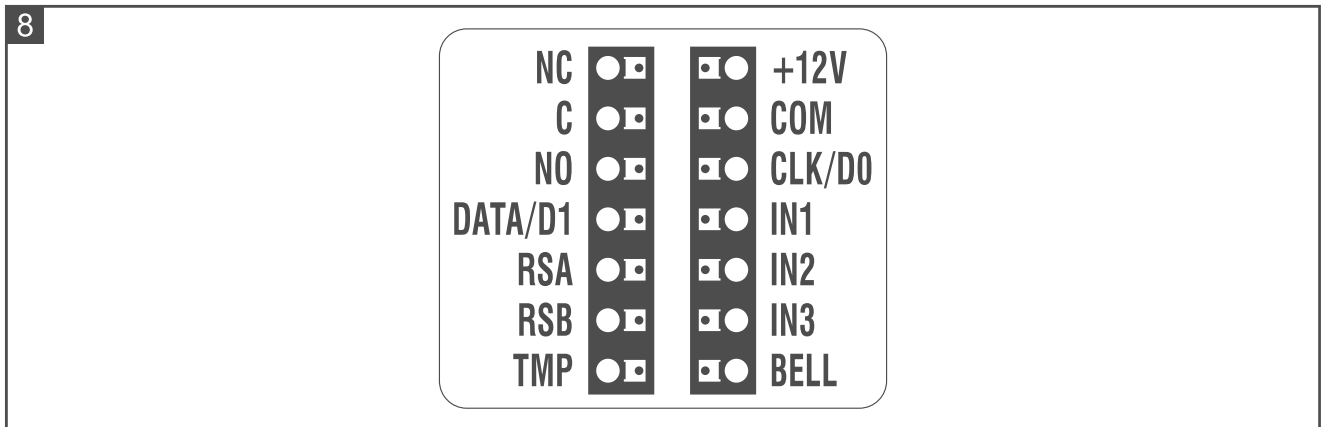 8
NC +12V
C COM
NO CLK/D0
DATA/D1 IN1
RSA IN2
RSB IN3
TMP BELL